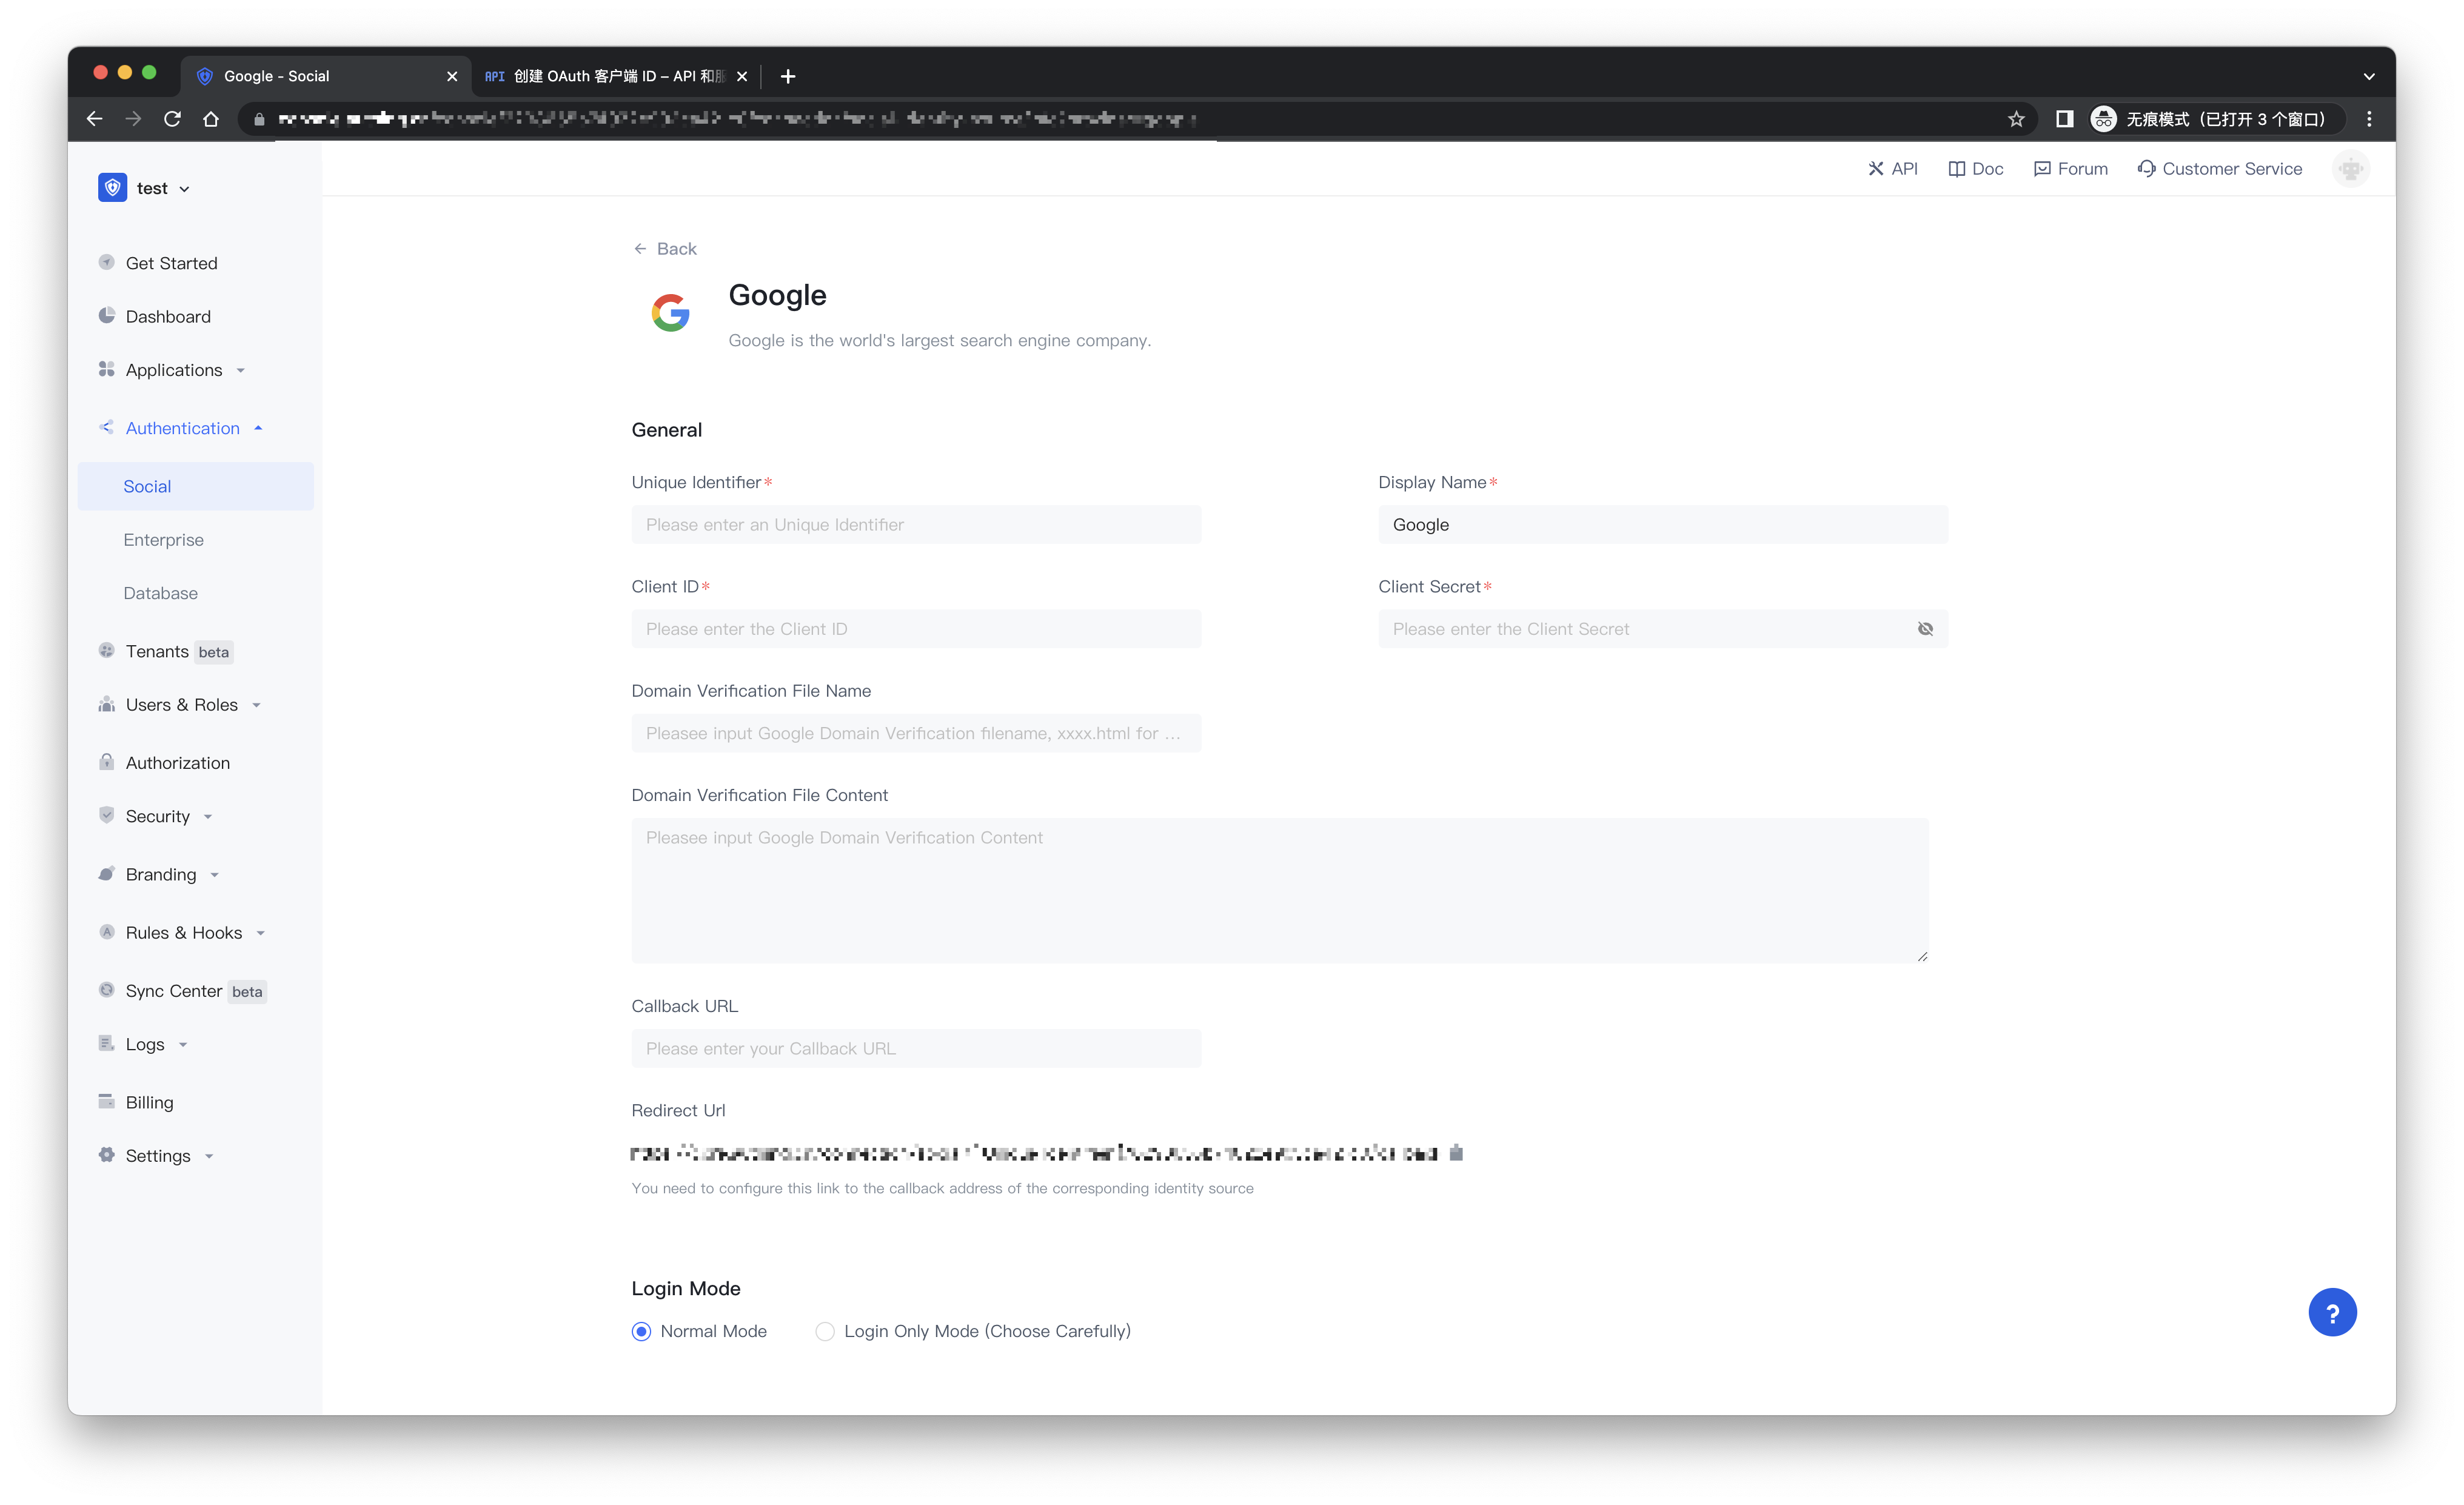 Google - Social
API 创建 OAuth 客户端 ID – API 和服
无痕模式（已打开 3 个窗口）
test
API
Doc
Forum
Customer Service
Get Started
Dashboard
Applications
Authentication
Social
Enterprise
Database
Tenants beta
Users & Roles
Authorization
Security
Branding
Rules & Hooks
Sync Center beta
Logs
Billing
Settings
Back
Google
Google is the world's largest search engine company.
General
Unique Identifier*
Please enter an Unique Identifier
Display Name*
Google
Client ID*
Please enter the Client ID
Client Secret*
Please enter the Client Secret
Domain Verification File Name
Pleasee input Google Domain Verification filename, xxxx.html for ...
Domain Verification File Content
Pleasee input Google Domain Verification Content
Callback URL
Please enter your Callback URL
Redirect Url
You need to configure this link to the callback address of the corresponding identity source
Login Mode
Normal Mode
Login Only Mode (Choose Carefully)
?